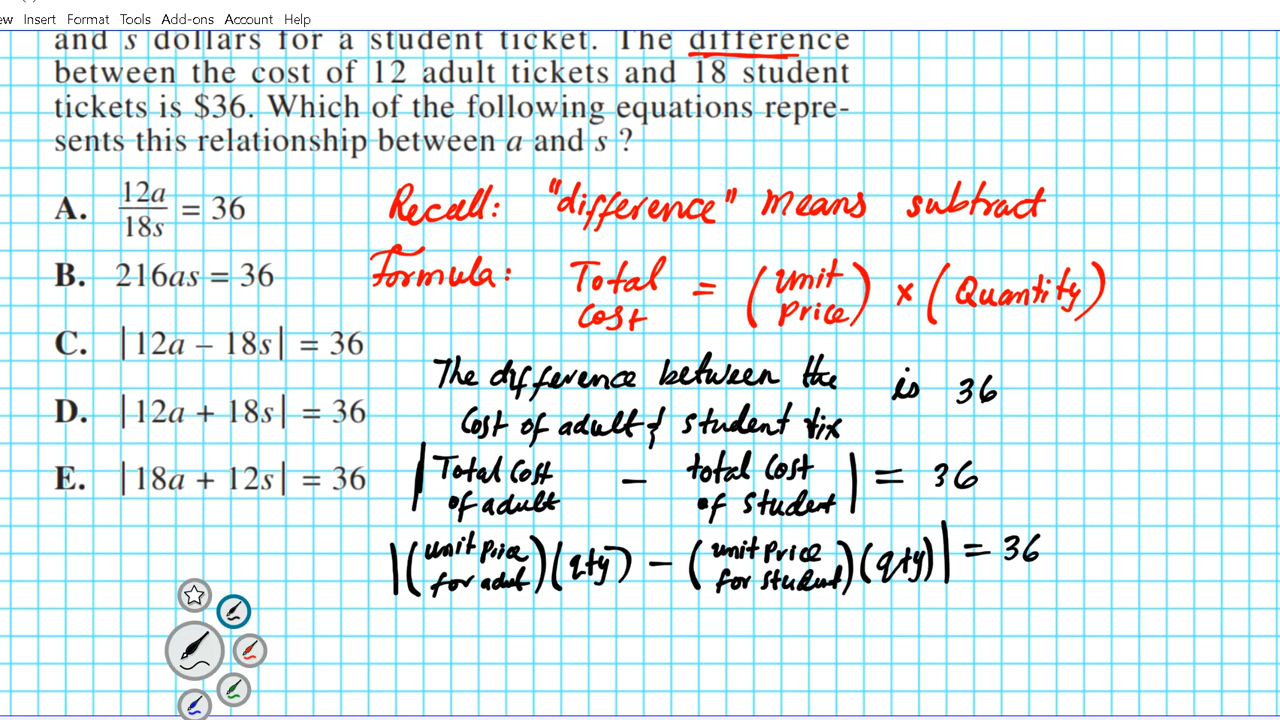 ew Insert Format Tools Add-ons Account Help
and s dollars for a student ticket. The difference
between the cost of 12 adult tickets and 18 student
tickets is $36. Which of the following equations repre-
sents this relationship between a and s ?
A. 12a/18s = 36
B. 216as = 36
C. |12a – 18s| = 36
D. |12a + 18s| = 36
E. |18a + 12s| = 36
Recall: "difference" means subtract
Formula: Total Cost = (Unit Price) × (Quantity)
The difference between the is 36
Cost of adult & student tix
|Total Cost of adult − total Cost of student| = 36
|(unit price for adult)(qty) − (unit price for student)(qty)| = 36